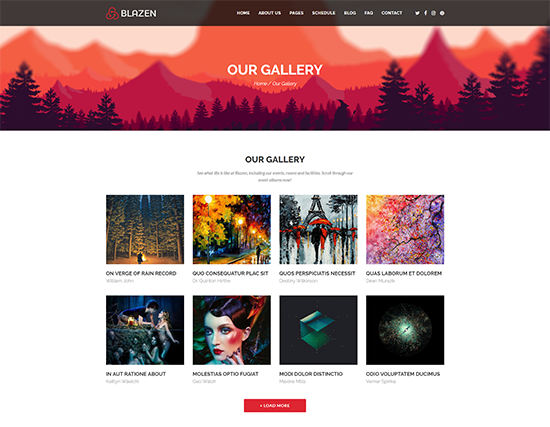 BLAZEN
HOME ABOUT US PAGES SCHEDULE BLOG FAQ CONTACT
OUR GALLERY
Home / Our Gallery
OUR GALLERY
See what life is like at Blazen, including our events, rooms and facilities. Scroll through our
event albums now!
ON VERGE OF RAIN RECORD
William John
QUO CONSEQUATUR PLAC SIT
Dr. Quinton Hirthe
QUOS PERSPICIATIS NECESSIT
Destiny Wilkinson
QUAS LABORUM ET DOLOREM
Dean Murazik
IN AUT RATIONE ABOUT
Kaitlyn Wisoicki
MOLESTIAS OPTIO FUGIAT
Geo Walsh
MODI DOLOR DISTINCTIO
Maxine Mills
ODIO VOLUPTATEM DUCIMUS
Verner Spinka
+ LOAD MORE